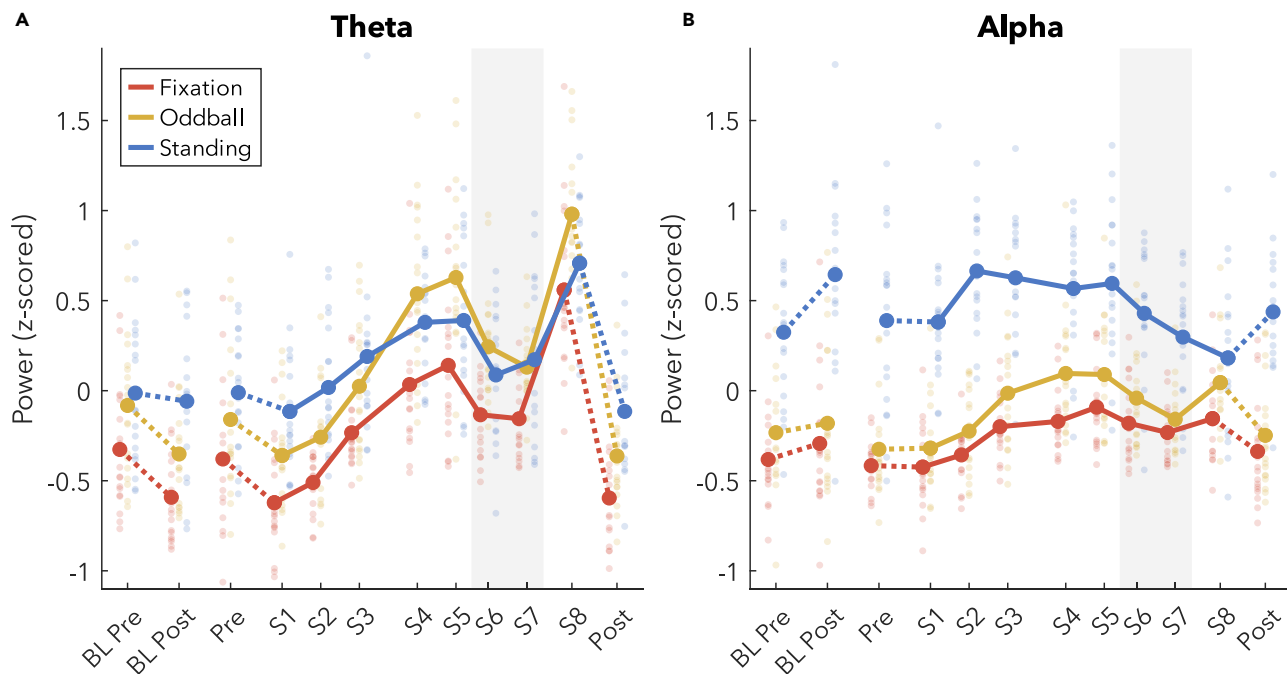 A
Theta
Power (z-scored)
1.5
1
0.5
0
-0.5
-1
Fixation
Oddball
Standing
BL Pre
BL Post
Pre
S1
S2
S3
S4
S5
S6
S7
S8
Post
B
Alpha
Power (z-scored)
1.5
1
0.5
0
-0.5
-1
BL Pre
BL Post
Pre
S1
S2
S3
S4
S5
S6
S7
S8
Post